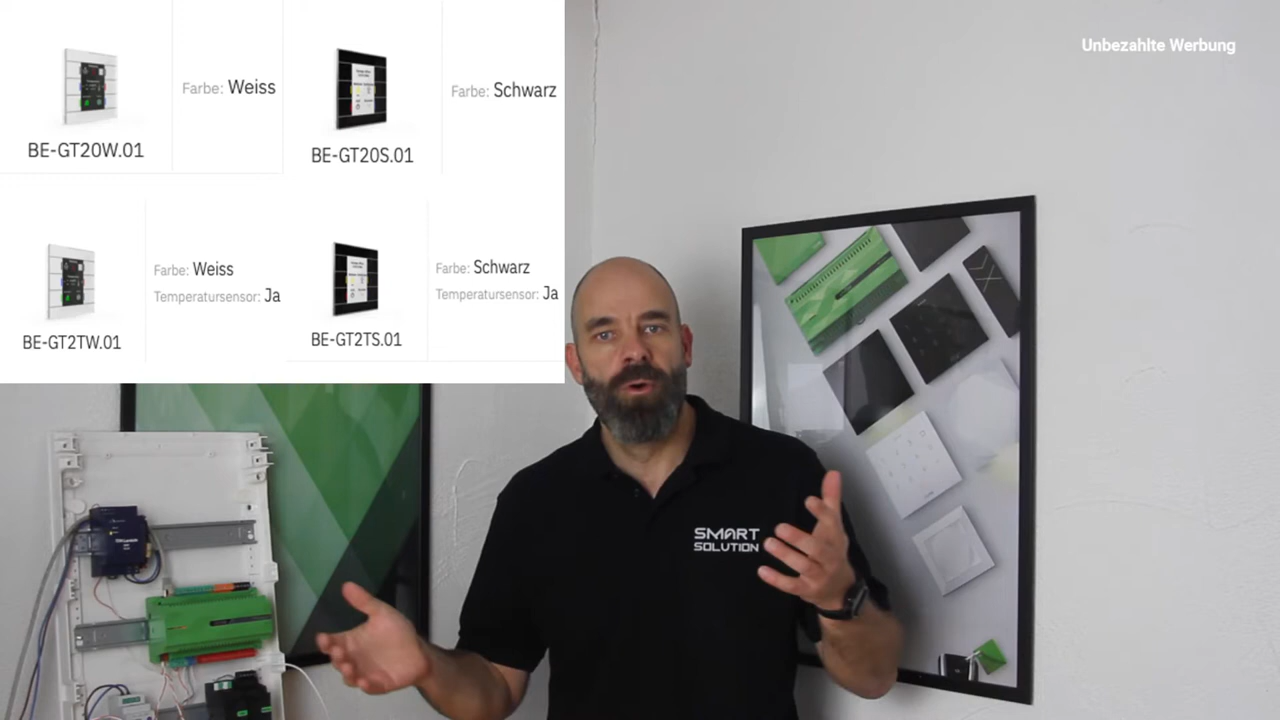 Unbezahlte Werbung
Farbe: Weiss
BE-GT20W.01
Farbe: Schwarz
BE-GT20S.01
Farbe: Weiss
Temperatursensor: Ja
BE-GT2TW.01
Farbe: Schwarz
Temperatursensor: Ja
BE-GT2TS.01
SMART
SOLUTION